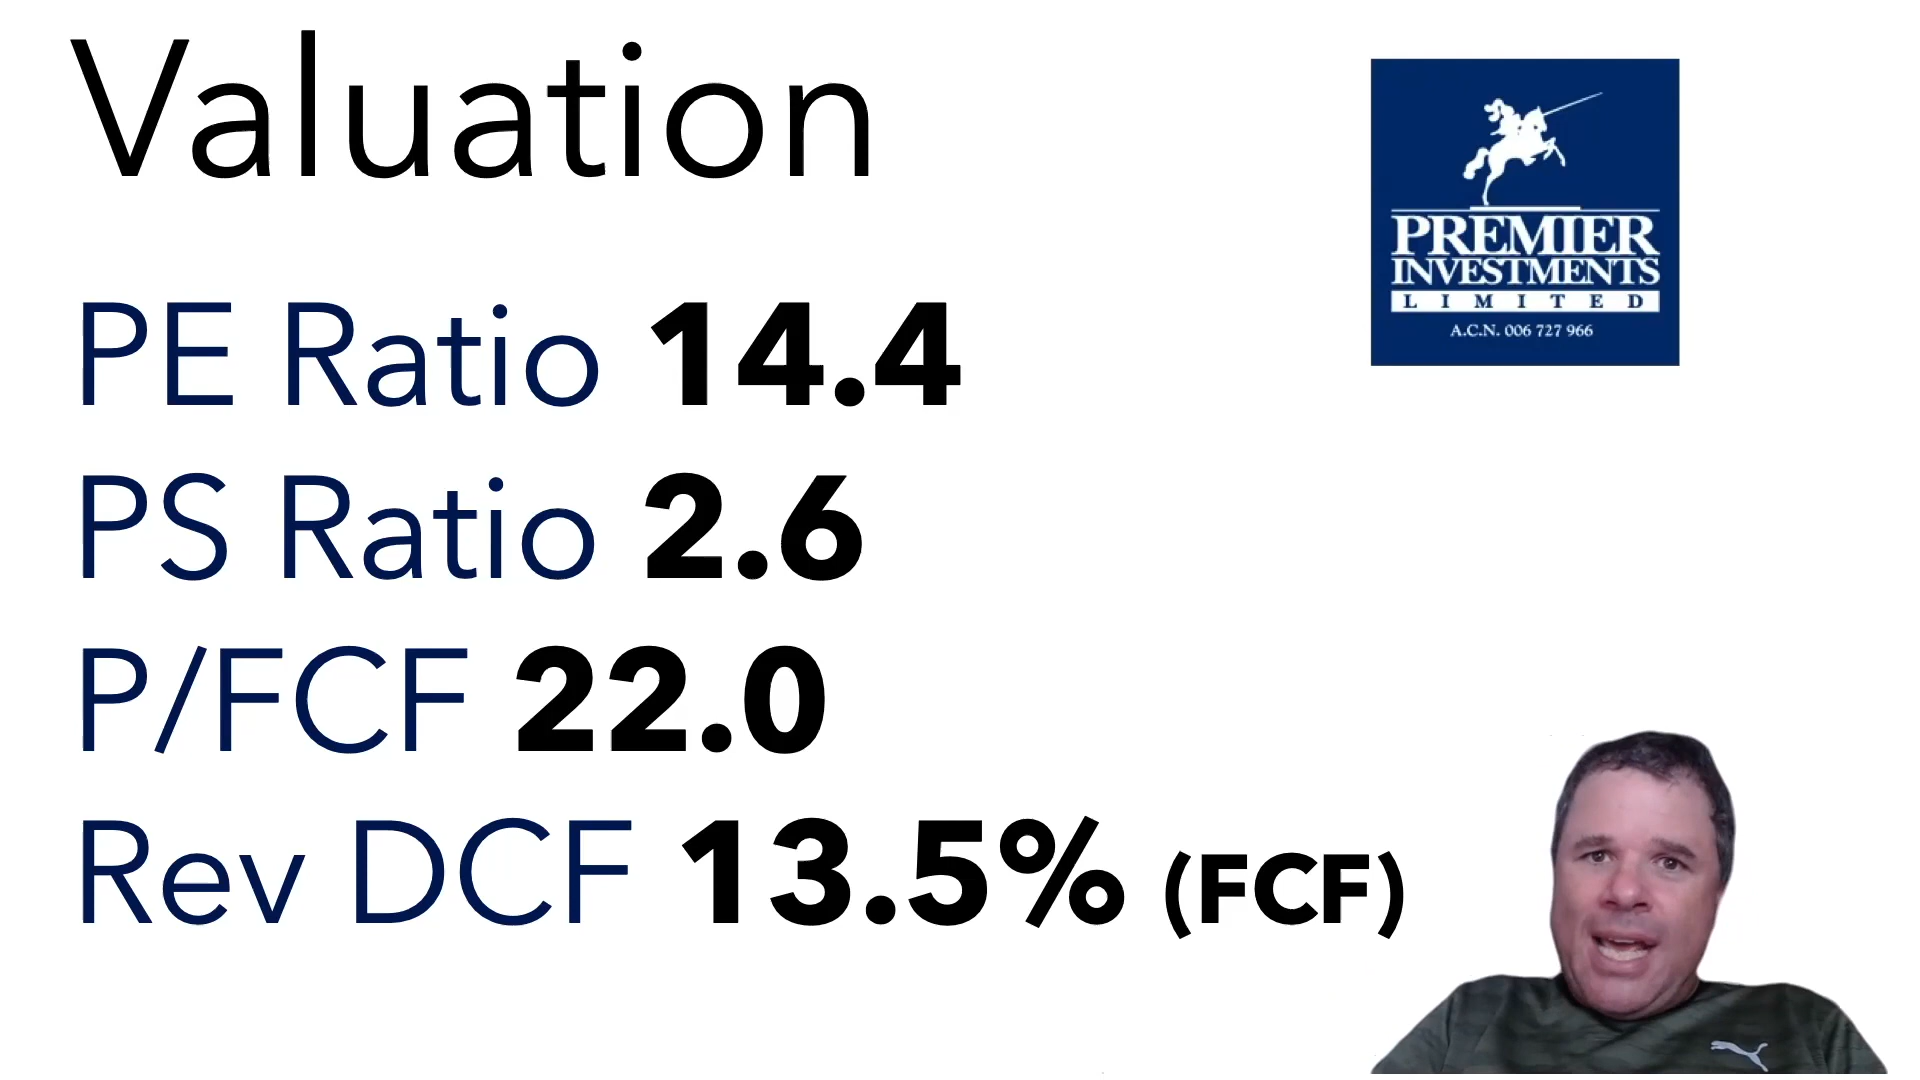 Valuation
PREMIER
INVESTMENTS
LIMITED
A.C.N. 006 727 966
PE Ratio 14.4
PS Ratio 2.6
P/FCF 22.0
Rev DCF 13.5% (FCF)